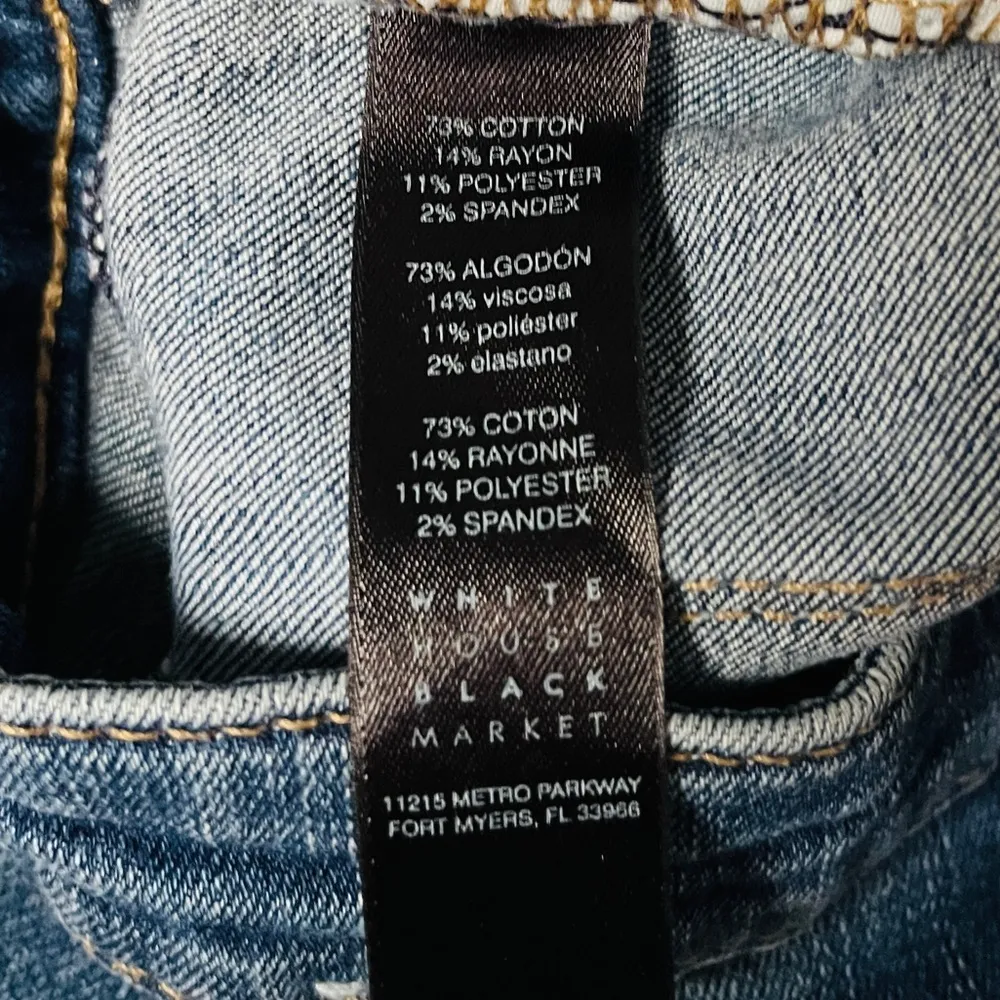 73% COTTON
14% RAYON
11% POLYESTER
2% SPANDEX
73% ALGODÓN
14% viscosa
11% poliéster
2% elastano
73% COTON
14% RAYONNE
11% POLYESTER
2% SPANDEX
WHITE
HOUSE
BLACK
MARKET
11215 METRO PARKWAY
FORT MYERS, FL 33966